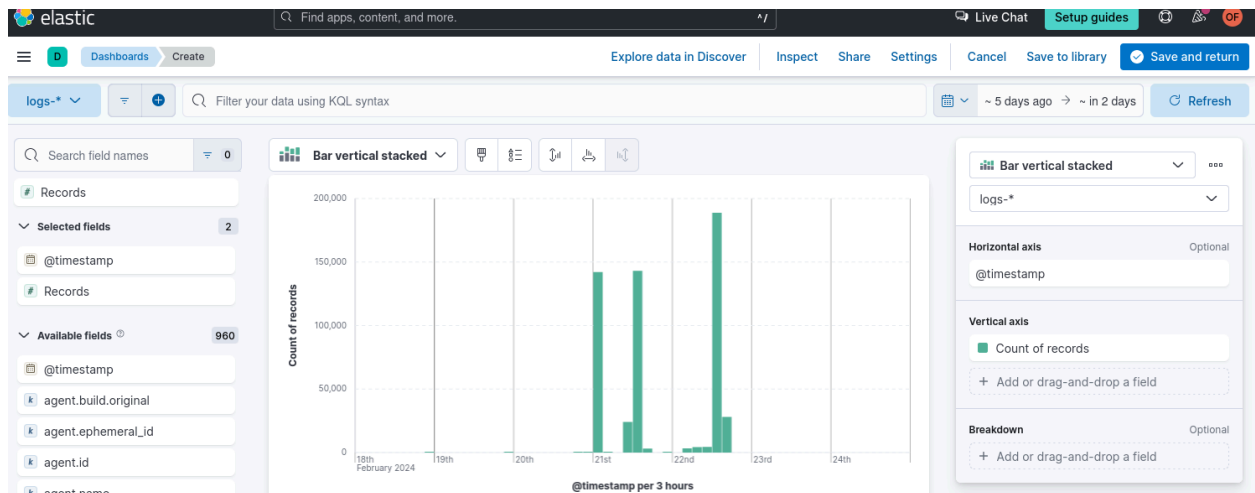 elastic
Find apps, content, and more.
^/
Live Chat
Setup guides
OF
D
Dashboards
Create
Explore data in Discover
Inspect
Share
Settings
Cancel
Save to library
Save and return
logs-*
Filter your data using KQL syntax
~ 5 days ago → ~ in 2 days
Refresh
Search field names
0
# Records
Selected fields
2
@timestamp
# Records
Available fields
960
@timestamp
k agent.build.original
k agent.ephemeral_id
k agent.id
k agent.name
Bar vertical stacked
200,000
150,000
100,000
50,000
0
Count of records
18th
February 2024
19th
20th
21st
22nd
23rd
24th
@timestamp per 3 hours
Bar vertical stacked
logs-*
Horizontal axis
Optional
@timestamp
Vertical axis
Count of records
+ Add or drag-and-drop a field
Breakdown
Optional
+ Add or drag-and-drop a field